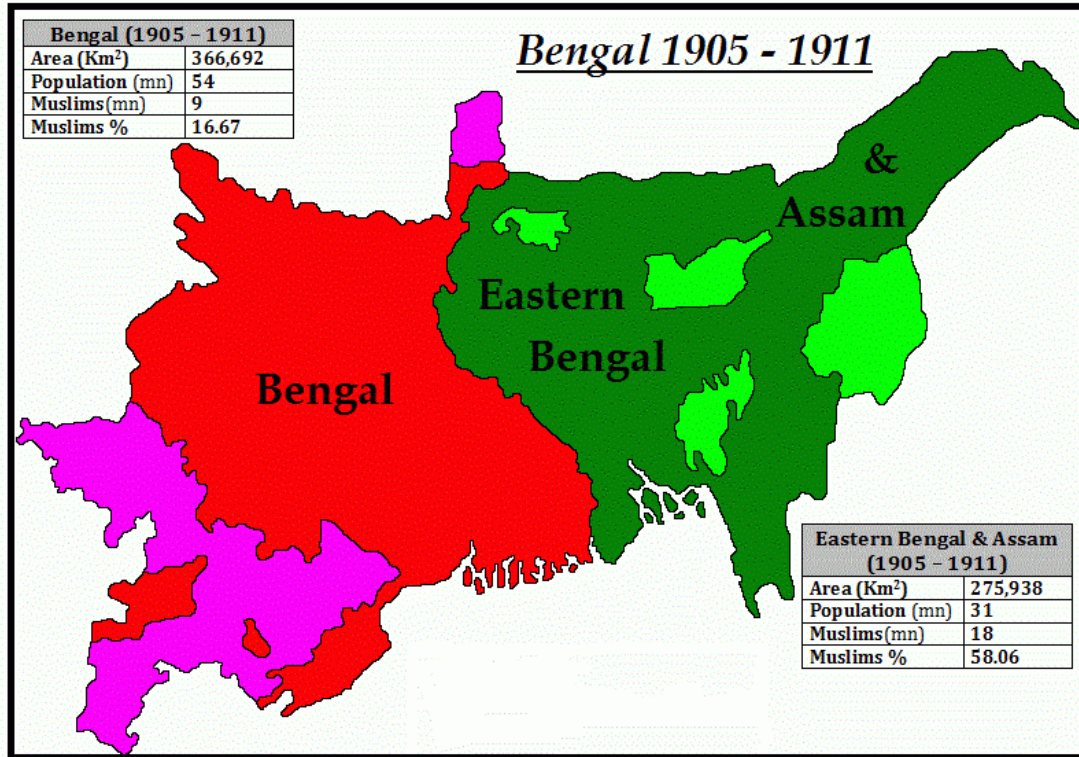 Bengal (1905 – 1911)
Area (Km²) 366,692
Population (mn) 54
Muslims(mn) 9
Muslims % 16.67
Bengal 1905 - 1911
&
Assam
Eastern
Bengal
Bengal
Eastern Bengal & Assam
(1905 – 1911)
Area (Km²) 275,938
Population (mn) 31
Muslims(mn) 18
Muslims % 58.06